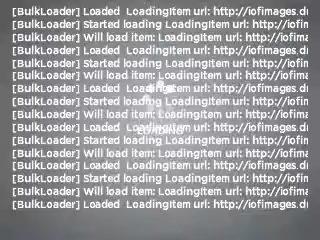 [BulkLoader] Loaded  LoadingItem url: http://iofimages.d
[BulkLoader] Started loading LoadingItem url: http://iofi
[BulkLoader] Will load item: LoadingItem url: http://iofima
[BulkLoader] Loaded  LoadingItem url: http://iofimages.d
[BulkLoader] Started loading LoadingItem url: http://iofi
[BulkLoader] Will load item: LoadingItem url: http://iofima
[BulkLoader] Loaded  LoadingItem url: http://iofimages.d
[BulkLoader] Started loading LoadingItem url: http://iofi
[BulkLoader] Will load item: LoadingItem url: http://iofima
[BulkLoader] Loaded  LoadingItem url: http://iofimages.d
LOADING
[BulkLoader] Started loading LoadingItem url: http://iofi
[BulkLoader] Will load item: LoadingItem url: http://iofima
[BulkLoader] Loaded  LoadingItem url: http://iofimages.d
[BulkLoader] Started loading LoadingItem url: http://iofi
[BulkLoader] Will load item: LoadingItem url: http://iofima
[BulkLoader] Loaded  LoadingItem url: http://iofimages.d